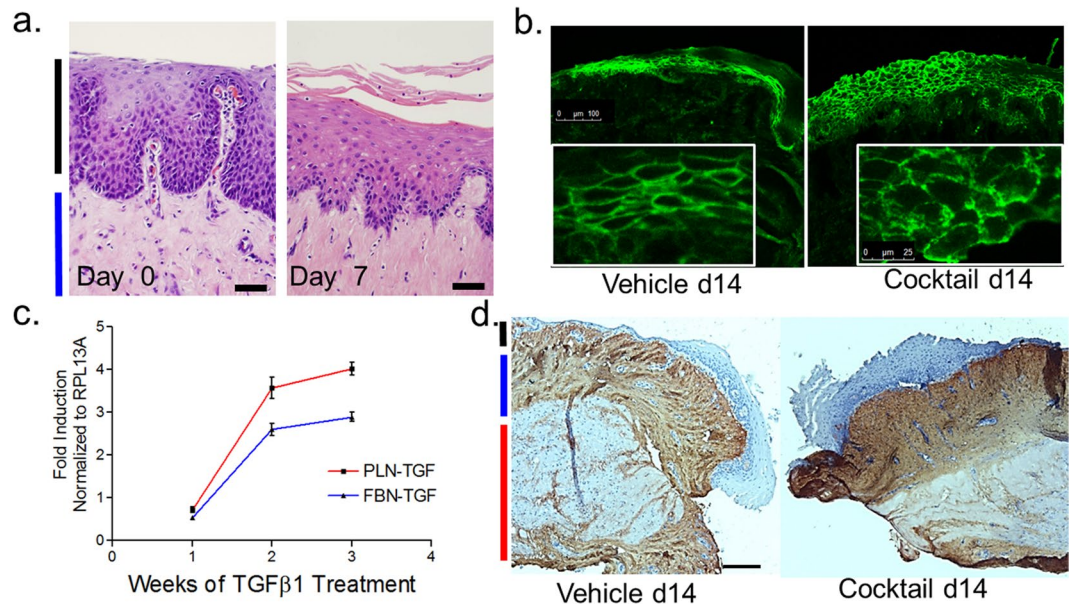 a.
Day 0
Day 7
b.
0 µm 100
0 µm 25
Vehicle d14
Cocktail d14
c.
Fold Induction
Normalized to RPL13A
5
4
3
2
1
0
PLN-TGF
FBN-TGF
0 1 2 3 4
Weeks of TGFβ1 Treatment
d.
Vehicle d14
Cocktail d14